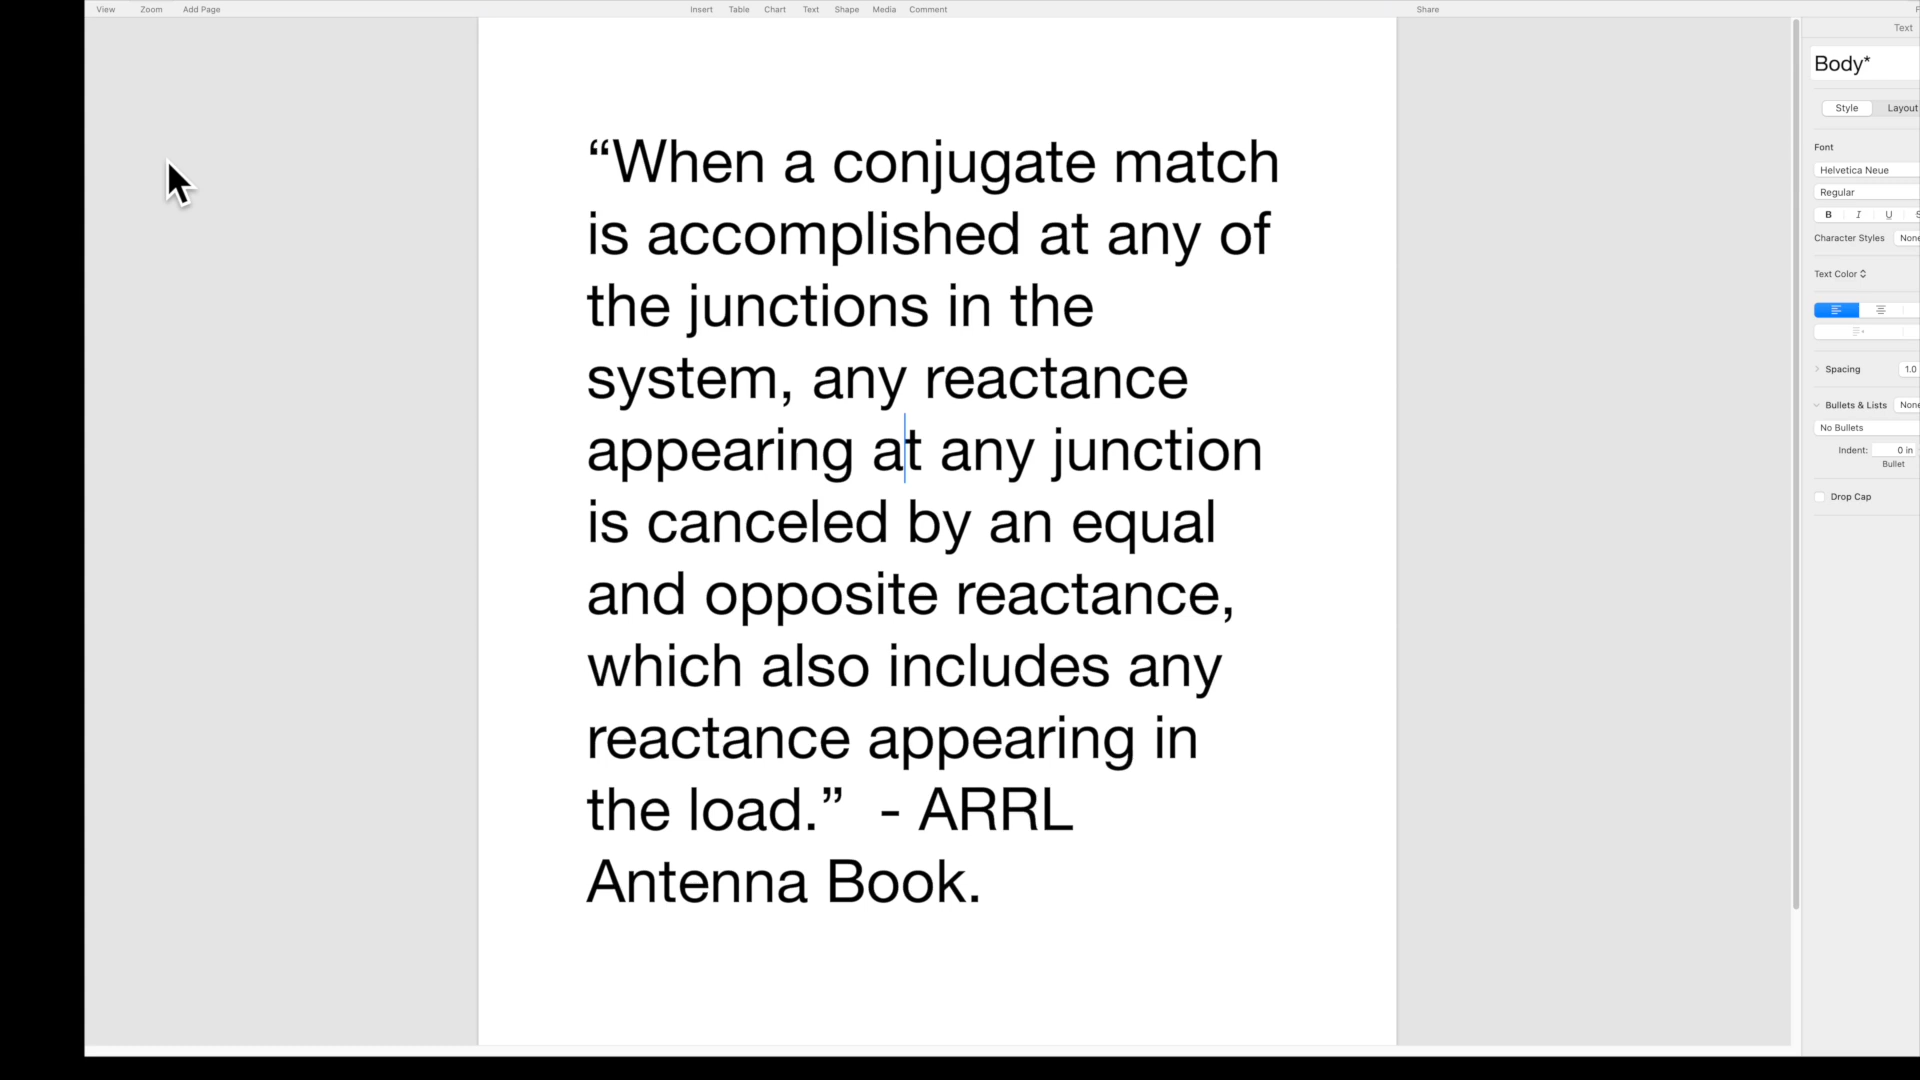 View Zoom Add Page Insert Table Chart Text Shape Media Comment Share
Text
Body*
Style Layout
Font
Helvetica Neue
Regular
B I U S
Character Styles None
Text Color
Spacing 1.0
Bullets & Lists None
No Bullets
Indent: 0 in
Bullet
Drop Cap
“When a conjugate match
is accomplished at any of
the junctions in the
system, any reactance
appearing at any junction
is canceled by an equal
and opposite reactance,
which also includes any
reactance appearing in
the load.”  - ARRL
Antenna Book.